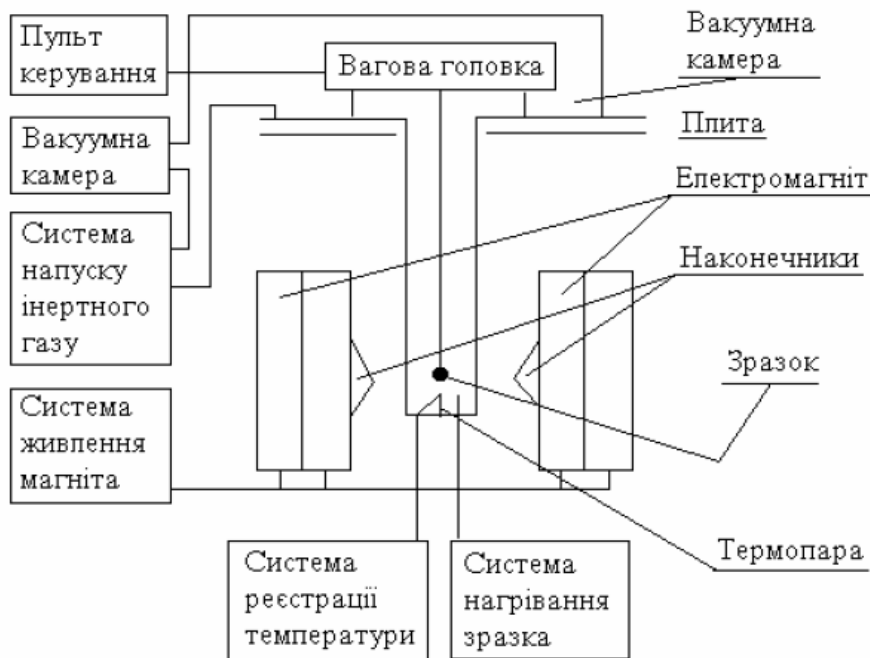 Пульт
керування
Вагова головка
Вакуумна
камера
Плита
Вакуумна
камера
Електромагніт
Система
напуску
інертного
газу
Наконечники
Зразок
Система
живлення
магніта
Система
реєстрації
температури
Система
нагрівання
зразка
Термопара